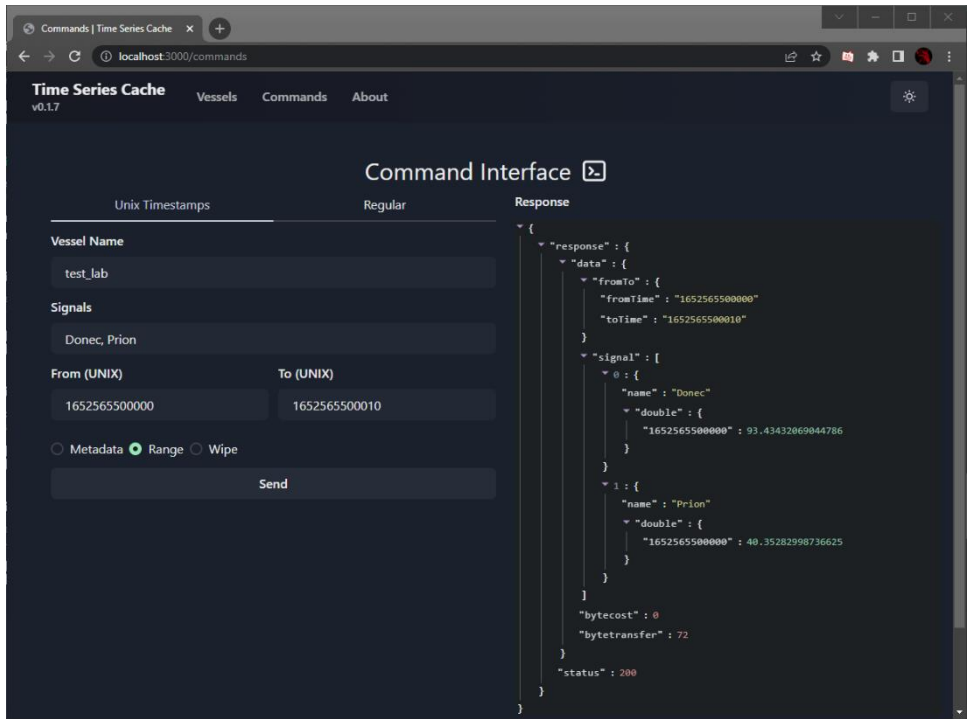 Commands | Time Series Cache
localhost:3000/commands
Time Series Cache
v0.1.7
Vessels
Commands
About
Command Interface
Unix Timestamps
Regular
Vessel Name
test_lab
Signals
Donec, Prion
From (UNIX)
To (UNIX)
1652565500000
1652565500010
Metadata
Range
Wipe
Send
Response
{
"response" : {
"data" : {
"fromTo" : {
"fromTime" : "1652565500000"
"toTime" : "1652565500010"
}
"signal" : [
0 : {
"name" : "Donec"
"double" : {
"1652565500000" : 93.43432069044786
}
}
1 : {
"name" : "Prion"
"double" : {
"1652565500000" : 40.35282998736625
}
}
]
"bytecost" : 0
"bytetransfer" : 72
}
"status" : 200
}
}